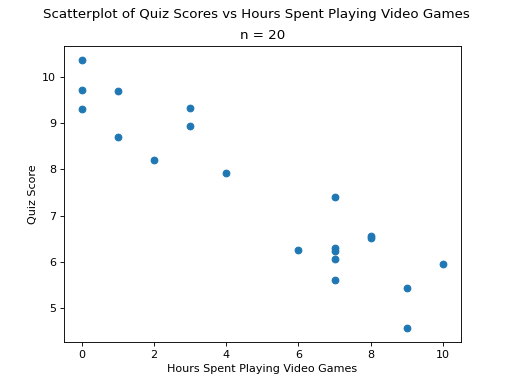 Scatterplot of Quiz Scores vs Hours Spent Playing Video Games
n = 20
10
9
8
7
6
5
Quiz Score
0 2 4 6 8 10
Hours Spent Playing Video Games